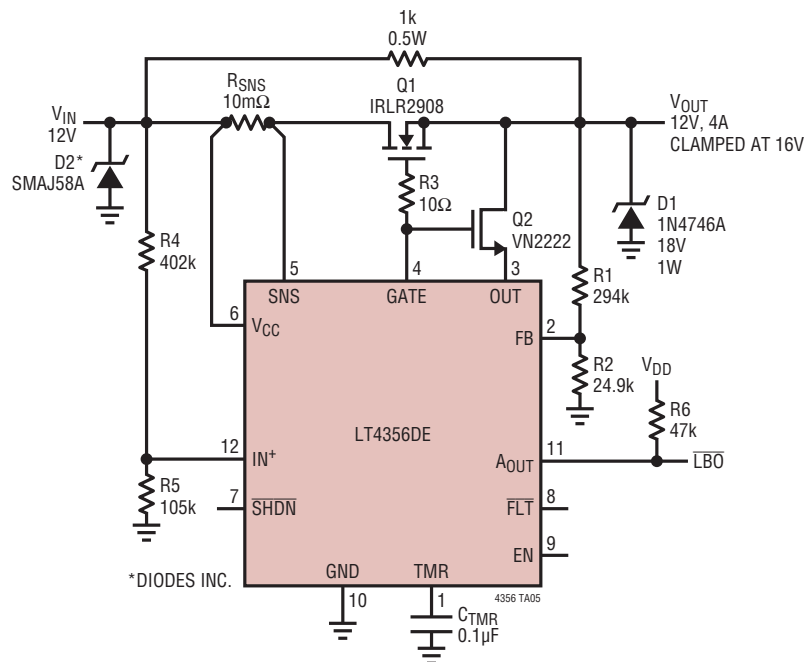 1k
0.5W
RSNS
10mΩ
Q1
IRLR2908
VIN
12V
VOUT
12V, 4A
CLAMPED AT 16V
D2*
SMAJ58A
R3
10Ω
Q2
VN2222
D1
1N4746A
18V
1W
R4
402k
5
4
3
R1
294k
SNS
GATE
OUT
6
VCC
FB
2
R2
24.9k
VDD
LT4356DE
R6
47k
12
IN+
AOUT
11
LBO
R5
105k
7
SHDN
FLT
8
EN
9
*DIODES INC.
GND
TMR
4356 TA05
10
1
CTMR
0.1µF